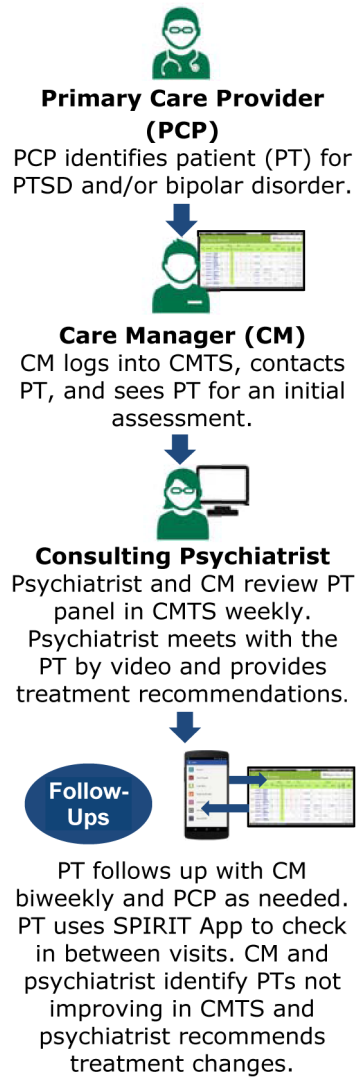 Primary Care Provider
(PCP)
PCP identifies patient (PT) for
PTSD and/or bipolar disorder.
Care Manager (CM)
CM logs into CMTS, contacts
PT, and sees PT for an initial
assessment.
Consulting Psychiatrist
Psychiatrist and CM review PT
panel in CMTS weekly.
Psychiatrist meets with the
PT by video and provides
treatment recommendations.
Follow-
Ups
PT follows up with CM
biweekly and PCP as needed.
PT uses SPIRIT App to check
in between visits. CM and
psychiatrist identify PTs not
improving in CMTS and
psychiatrist recommends
treatment changes.